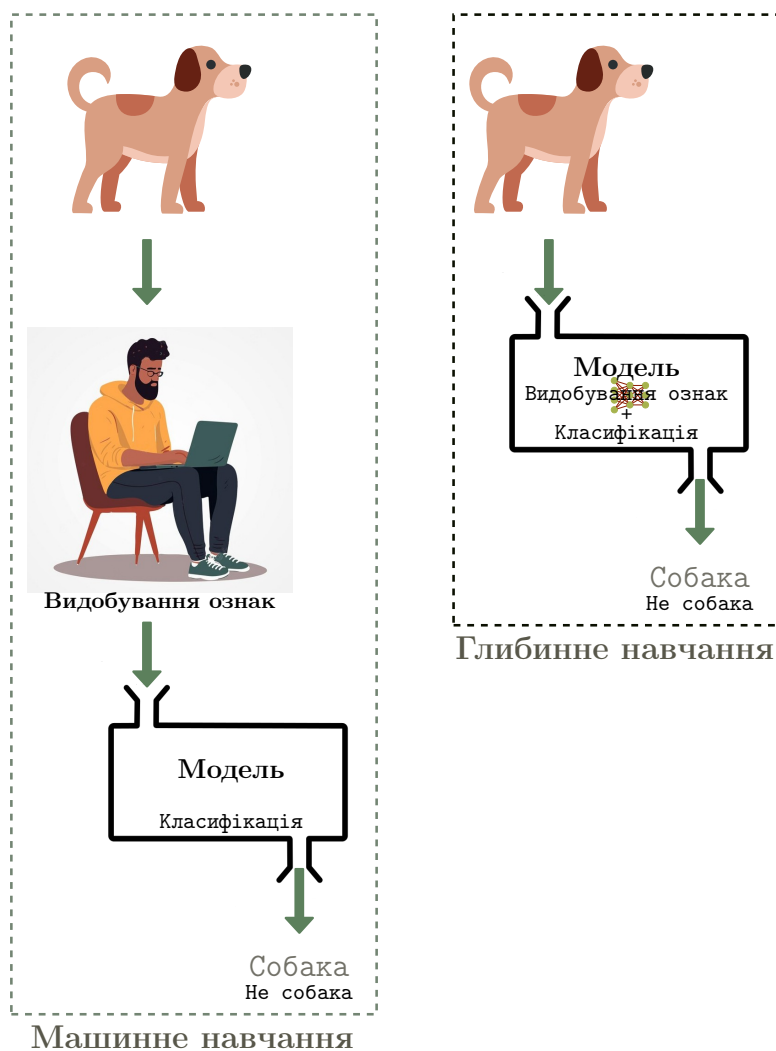 Видобування ознак
Модель
Класифікація
Собака
Не собака
Машинне навчання
Модель
Видобування ознак
+
Класифікація
Собака
Не собака
Глибинне навчання